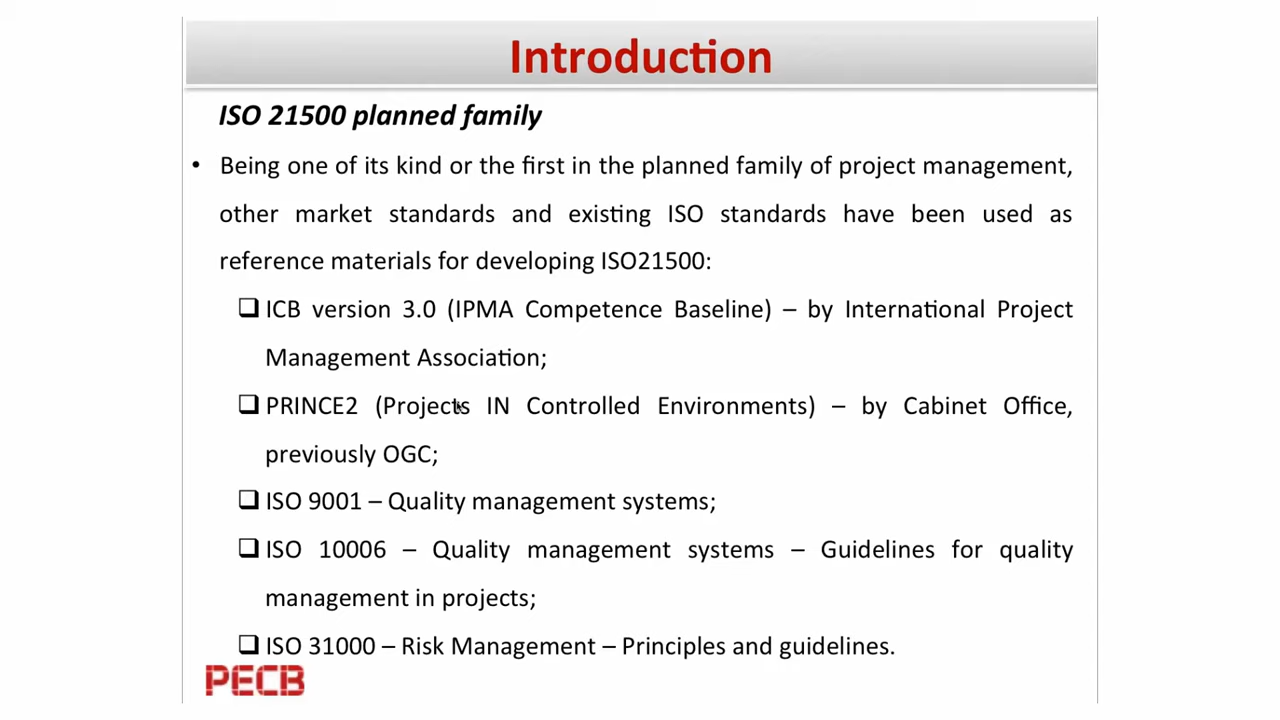 Introduction
ISO 21500 planned family
• Being one of its kind or the first in the planned family of project management,
other market standards and existing ISO standards have been used as
reference materials for developing ISO21500:
❑ ICB version 3.0 (IPMA Competence Baseline) – by International Project
Management Association;
❑ PRINCE2 (Projects IN Controlled Environments) – by Cabinet Office,
previously OGC;
❑ ISO 9001 – Quality management systems;
❑ ISO 10006 – Quality management systems – Guidelines for quality
management in projects;
❑ ISO 31000 – Risk Management – Principles and guidelines.
PECB